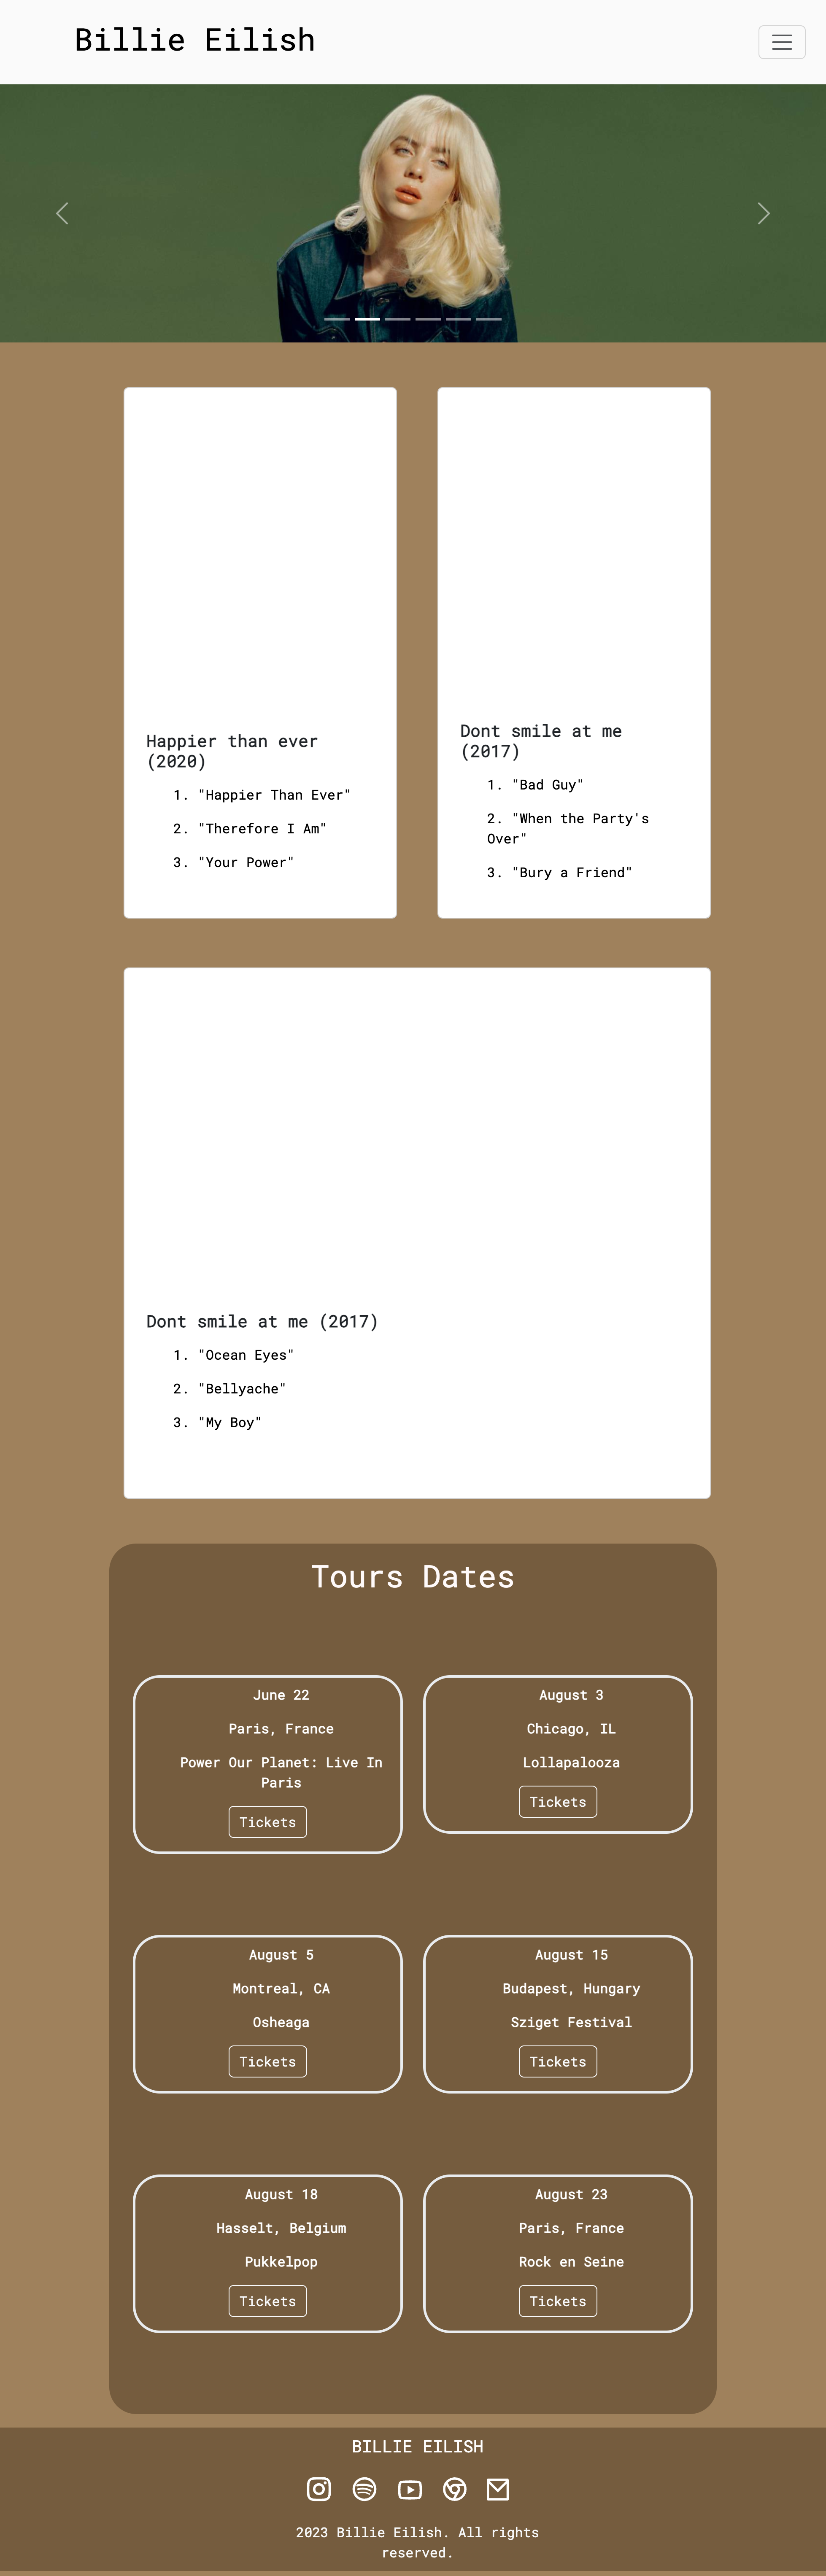 Billie Eilish
Happier than ever
(2020)
1. "Happier Than Ever"
2. "Therefore I Am"
3. "Your Power"
Dont smile at me
(2017)
1. "Bad Guy"
2. "When the Party's
Over"
3. "Bury a Friend"
Dont smile at me (2017)
1. "Ocean Eyes"
2. "Bellyache"
3. "My Boy"
Tours Dates
June 22
Paris, France
Power Our Planet: Live In
Paris
Tickets
August 3
Chicago, IL
Lollapalooza
Tickets
August 5
Montreal, CA
Osheaga
Tickets
August 15
Budapest, Hungary
Sziget Festival
Tickets
August 18
Hasselt, Belgium
Pukkelpop
Tickets
August 23
Paris, France
Rock en Seine
Tickets
BILLIE EILISH
2023 Billie Eilish. All rights
reserved.